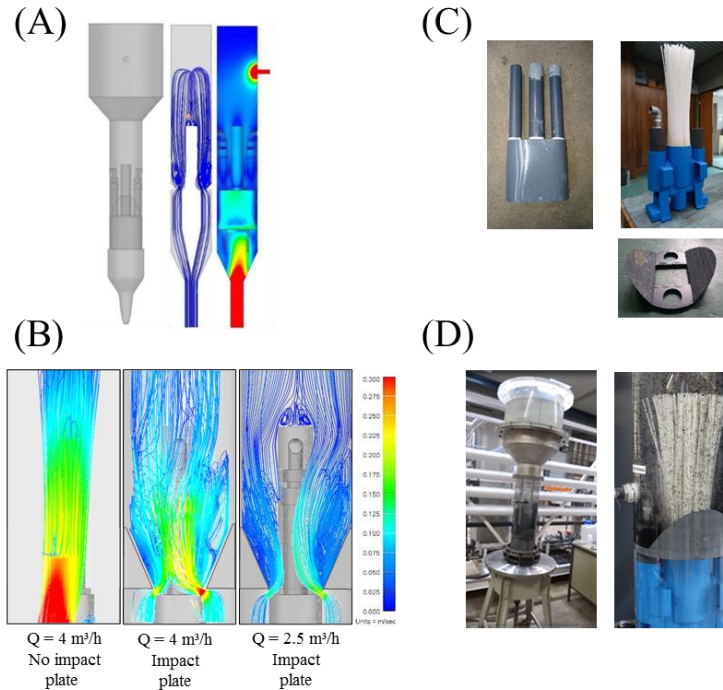 (A)
(C)
(B)
(D)
0.300
0.275
0.250
0.225
0.200
0.175
0.150
0.125
0.100
0.075
0.050
0.025
0.000
Units = m/sec
Q = 4 m³/h
No impact
plate
Q = 4 m³/h
Impact
plate
Q = 2.5 m³/h
Impact
plate